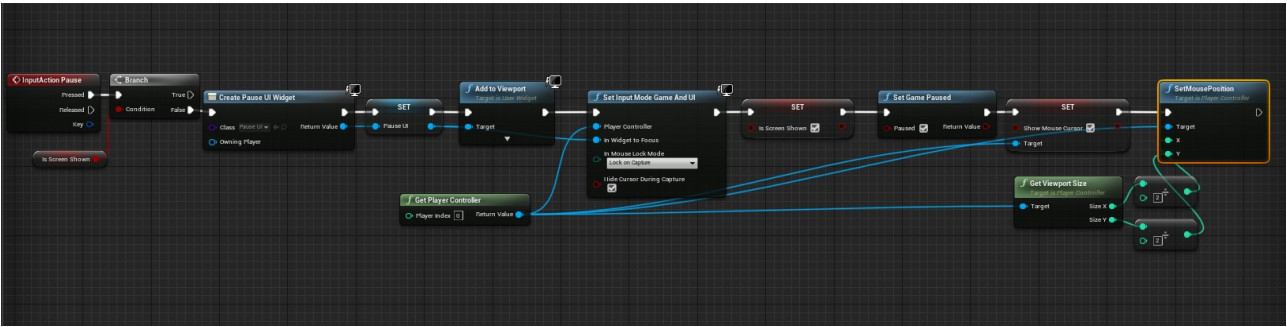 InputAction Pause
Pressed
Released
Key
Is Screen Shown
Branch
True
Condition
False
Create Pause UI Widget
Class
Pause UI
Return Value
Owning Player
SET
Pause UI
Add to Viewport
Target is User Widget
Target
Set Input Mode Game And UI
Player Controller
In Widget to Focus
In Mouse Lock Mode
Lock on Capture
Hide Cursor During Capture
Get Player Controller
Player Index
0
Return Value
SET
Is Screen Shown
Set Game Paused
Paused
Return Value
SET
Show Mouse Cursor
Target
SetMousePosition
Target is Player Controller
Target
X
Y
Get Viewport Size
Target is Player Controller
Target
Size X
Size Y
2
÷
2
÷